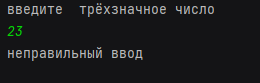 введите  трёхзначное число
23
неправильный ввод